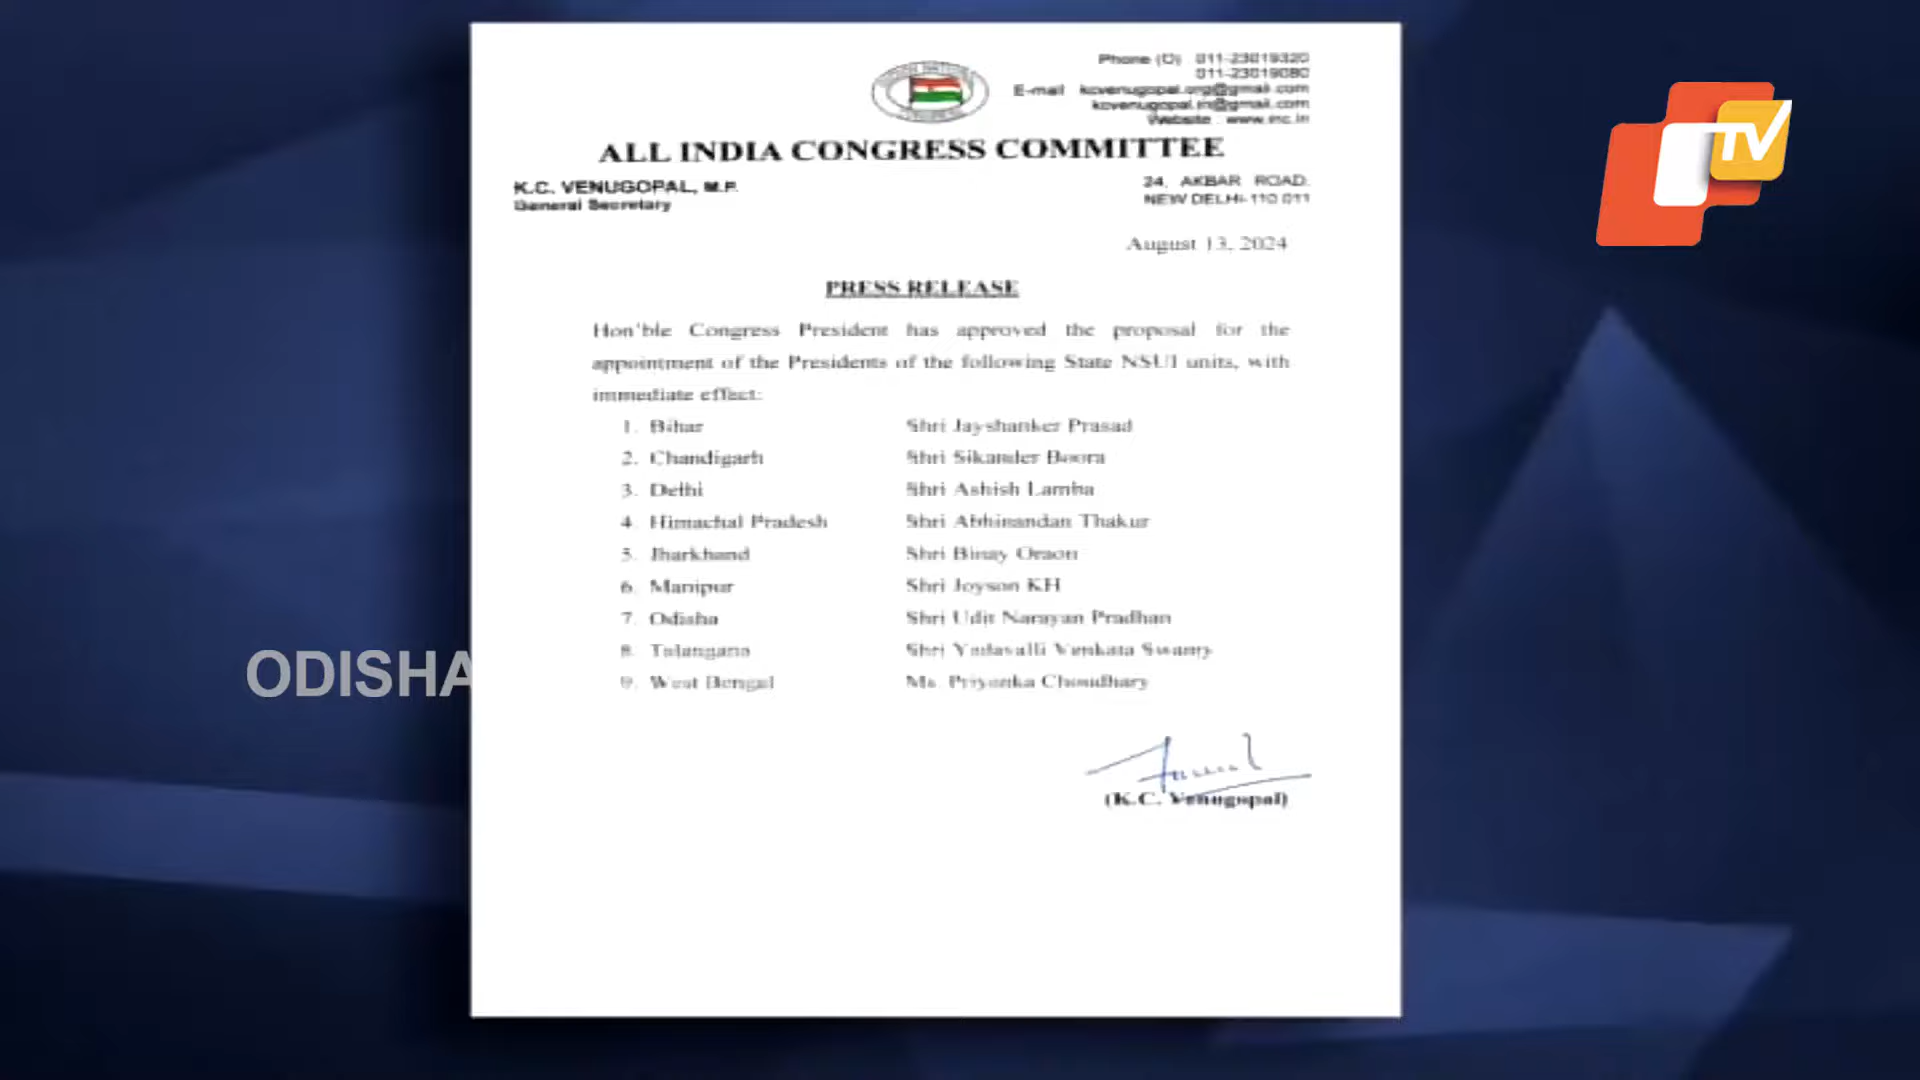 Phone (O) 011-23019320
011-23019080
E-mail kcvenugopal.org@gmail.com
kcvenugopal.in@gmail.com
Website www.inc.in
ALL INDIA CONGRESS COMMITTEE
K.C. VENUGOPAL, M.P.
General Secretary
24, AKBAR ROAD,
NEW DELHI-110 011
August 13, 2024
PRESS RELEASE
Hon'ble Congress President has approved the proposal for the
appointment of the Presidents of the following State NSUI units, with
immediate effect:
1. Bihar Shri Jayshanker Prasad
2. Chandigarh Shri Sikander Boora
3. Delhi Shri Ashish Lamba
4. Himachal Pradesh Shri Abhinandan Thakur
5. Jharkhand Shri Binay Oraon
6. Manipur Shri Joyson KH
7. Odisha Shri Udit Narayan Pradhan
8. Telangana Shri Yadavalli Venkata Swamy
9. West Bengal Ms. Priyanka Choudhary
(K.C. Venugopal)
ODISHA
TV